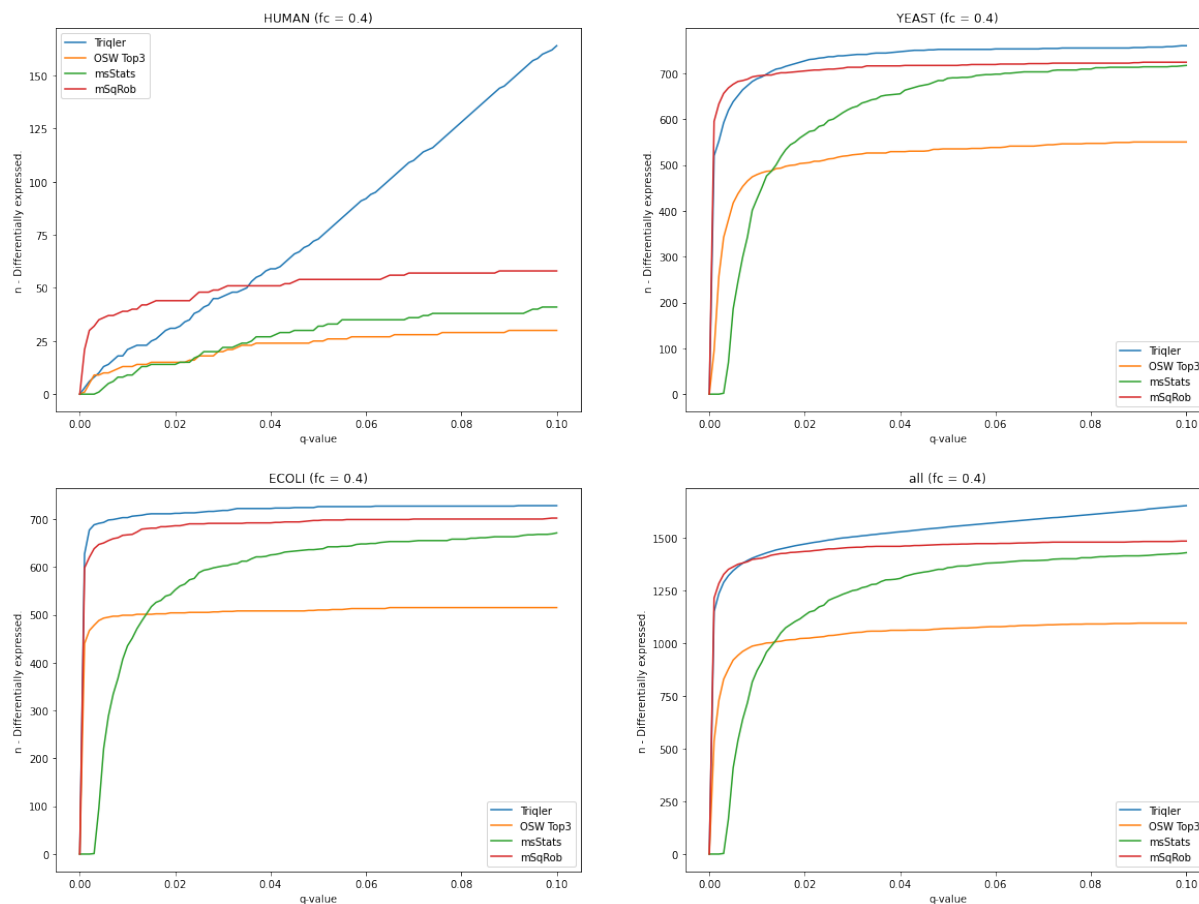 HUMAN (fc = 0.4)
Triqler
OSW Top3
msStats
mSqRob
n - Differentially expressed.
150
125
100
75
50
25
0
0.00 0.02 0.04 0.06 0.08 0.10
q-value
YEAST (fc = 0.4)
n - Differentially expressed.
700
600
500
400
300
200
100
0
Triqler
OSW Top3
msStats
mSqRob
0.00 0.02 0.04 0.06 0.08 0.10
q-value
ECOLI (fc = 0.4)
n - Differentially expressed.
700
600
500
400
300
200
100
0
Triqler
OSW Top3
msStats
mSqRob
0.00 0.02 0.04 0.06 0.08 0.10
q-value
all (fc = 0.4)
n - Differentially expressed.
1500
1250
1000
750
500
250
0
Triqler
OSW Top3
msStats
mSqRob
0.00 0.02 0.04 0.06 0.08 0.10
q-value